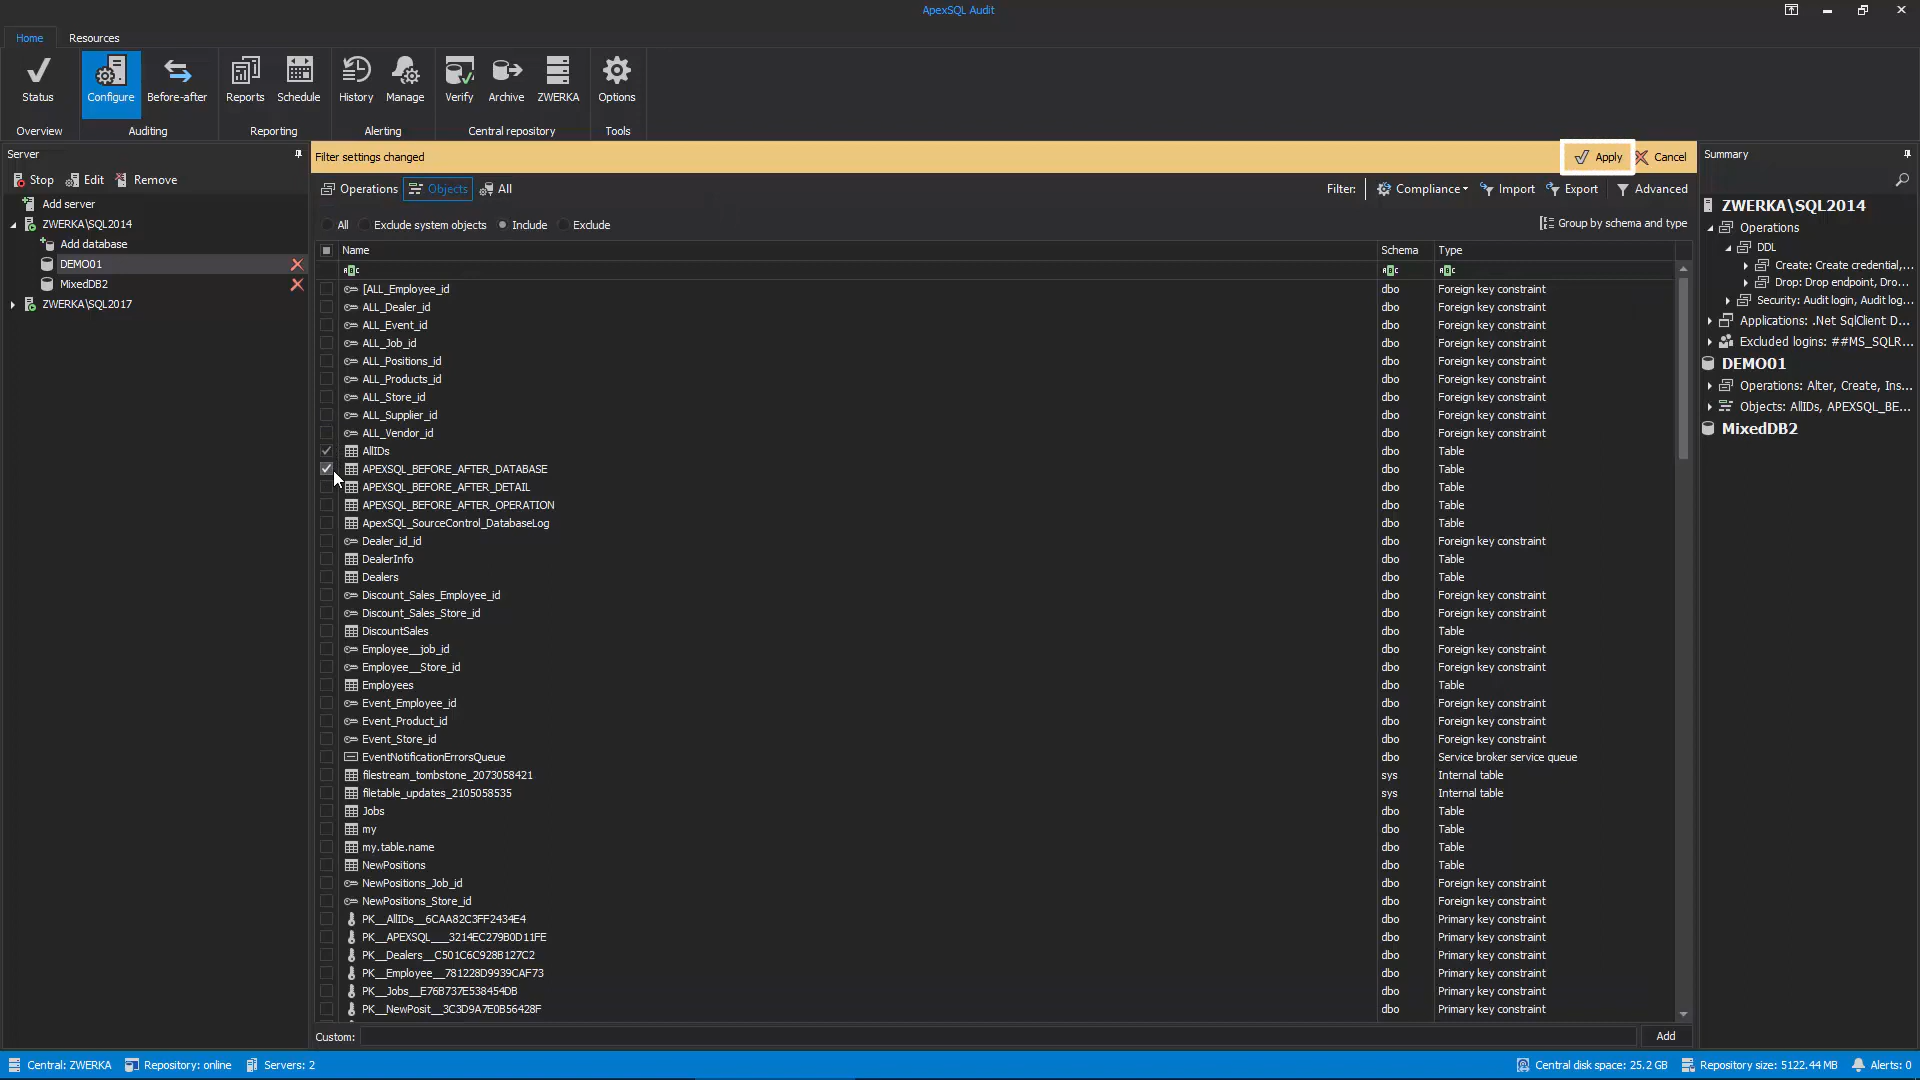 ApexSQL Audit
Home Resources
Status Configure Before-after Reports Schedule History Manage Verify Archive ZWERKA Options
Overview Auditing Reporting Alerting Central repository Tools
Server
Stop Edit Remove
Add server
ZWERKA\SQL2014
Add database
DEMO01
MixedDB2
ZWERKA\SQL2017
Filter settings changed Apply Cancel
Operations Objects All Filter: Compliance Import Export Advanced
All Exclude system objects Include Exclude Group by schema and type
Name Schema Type
[ALL_Employee_id dbo Foreign key constraint
ALL_Dealer_id dbo Foreign key constraint
ALL_Event_id dbo Foreign key constraint
ALL_Job_id dbo Foreign key constraint
ALL_Positions_id dbo Foreign key constraint
ALL_Products_id dbo Foreign key constraint
ALL_Store_id dbo Foreign key constraint
ALL_Supplier_id dbo Foreign key constraint
ALL_Vendor_id dbo Foreign key constraint
AllIDs dbo Table
APEXSQL_BEFORE_AFTER_DATABASE dbo Table
APEXSQL_BEFORE_AFTER_DETAIL dbo Table
APEXSQL_BEFORE_AFTER_OPERATION dbo Table
ApexSQL_SourceControl_DatabaseLog dbo Table
Dealer_id_id dbo Foreign key constraint
DealerInfo dbo Table
Dealers dbo Table
Discount_Sales_Employee_id dbo Foreign key constraint
Discount_Sales_Store_id dbo Foreign key constraint
DiscountSales dbo Table
Employee__job_id dbo Foreign key constraint
Employee__Store_id dbo Foreign key constraint
Employees dbo Table
Event_Employee_id dbo Foreign key constraint
Event_Product_id dbo Foreign key constraint
Event_Store_id dbo Foreign key constraint
EventNotificationErrorsQueue dbo Service broker service queue
filestream_tombstone_2073058421 sys Internal table
filetable_updates_2105058535 sys Internal table
Jobs dbo Table
my dbo Table
my.table.name dbo Table
NewPositions dbo Table
NewPositions_Job_id dbo Foreign key constraint
NewPositions_Store_id dbo Foreign key constraint
PK__AllIDs__6CAA82C3FF2434E4 dbo Primary key constraint
PK__APEXSQL___3214EC279B0D11FE dbo Primary key constraint
PK__Dealers__C501C6C928B127C2 dbo Primary key constraint
PK__Employee__781228D9939CAF73 dbo Primary key constraint
PK__Jobs__E76B737E538454DB dbo Primary key constraint
PK__NewPosit__3C3D9A7E0B56428F dbo Primary key constraint
Custom: Add
Summary
ZWERKA\SQL2014
Operations
DDL
Create: Create credential,...
Drop: Drop endpoint, Dro...
Security: Audit login, Audit log...
Applications: .Net SqlClient D...
Excluded logins: ##MS_SQLR...
DEMO01
Operations: Alter, Create, Ins...
Objects: AllIDs, APEXSQL_BE...
MixedDB2
Central: ZWERKA Repository: online Servers: 2 Central disk space: 25.2 GB Repository size: 5122.44 MB Alerts: 0